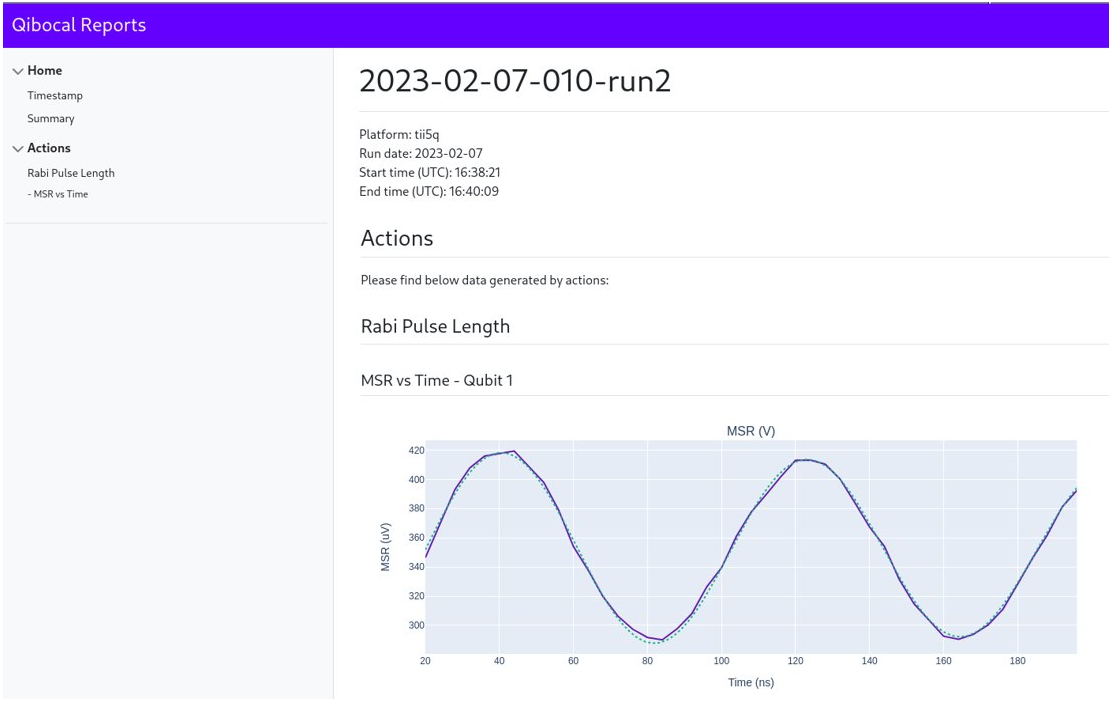 Qibocal Reports
Home
Timestamp
Summary
Actions
Rabi Pulse Length
- MSR vs Time
2023-02-07-010-run2
Platform: tii5q
Run date: 2023-02-07
Start time (UTC): 16:38:21
End time (UTC): 16:40:09
Actions
Please find below data generated by actions:
Rabi Pulse Length
MSR vs Time - Qubit 1
MSR (V)
MSR (uV)
420
400
380
360
340
320
300
20 40 60 80 100 120 140 160 180
Time (ns)